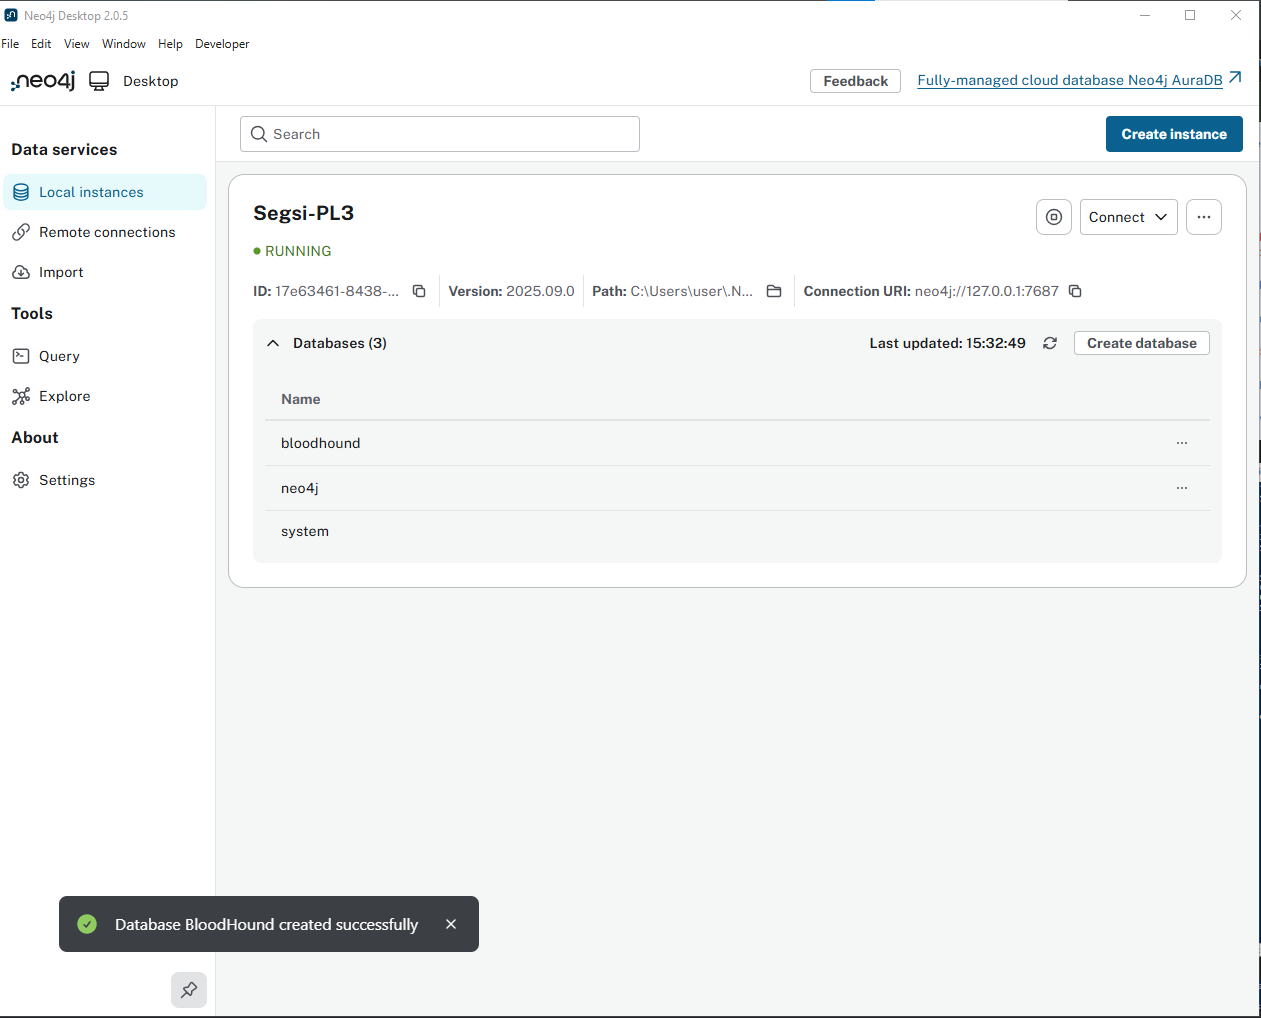 Neo4j Desktop 2.0.5
File Edit View Window Help Developer
neo4j Desktop Feedback Fully-managed cloud database Neo4j AuraDB
Data services
Local instances
Remote connections
Import
Tools
Query
Explore
About
Settings
Search Create instance
Segsi-PL3 Connect ...
RUNNING
ID: 17e63461-8438-... Version: 2025.09.0 Path: C:\Users\user\.N... Connection URI: neo4j://127.0.0.1:7687
Databases (3) Last updated: 15:32:49 Create database
Name
bloodhound ...
neo4j ...
system
Database BloodHound created successfully